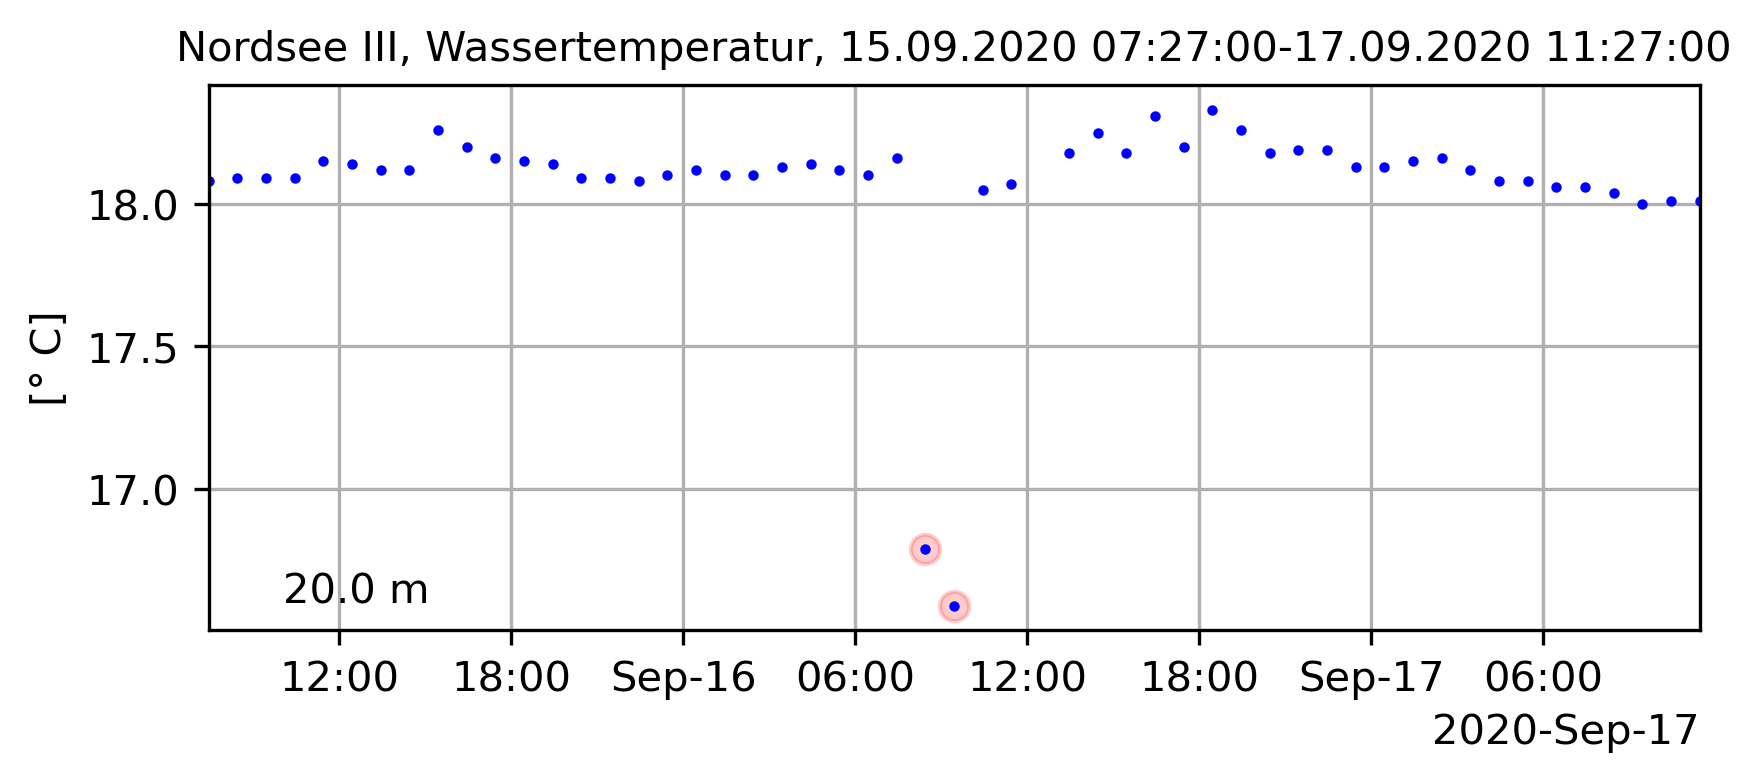 Nordsee III, Wassertemperatur, 15.09.2020 07:27:00-17.09.2020 11:27:00
[° C]
18.0
17.5
17.0
20.0 m
12:00 18:00 Sep-16 06:00 12:00 18:00 Sep-17 06:00
2020-Sep-17